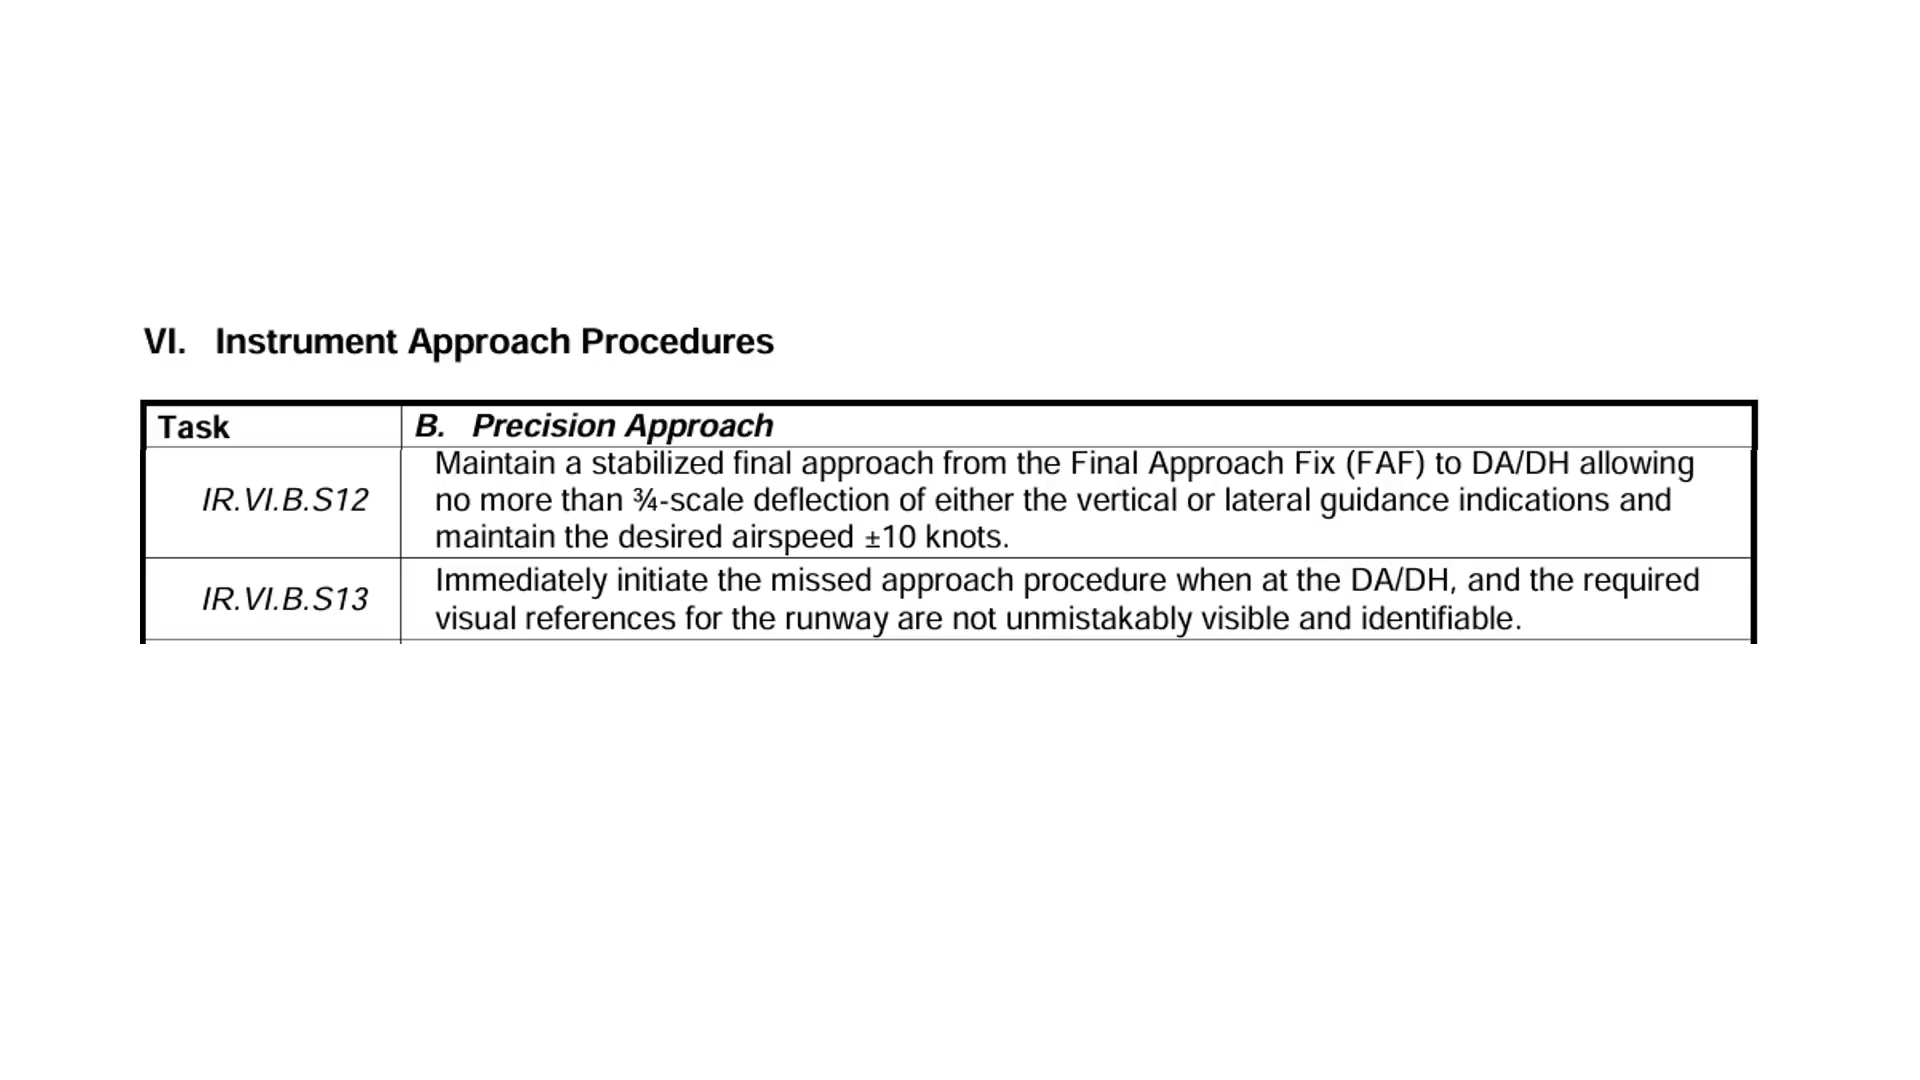 VI. Instrument Approach Procedures
Task B. Precision Approach
Maintain a stabilized final approach from the Final Approach Fix (FAF) to DA/DH allowing
IR.VI.B.S12 no more than ¾-scale deflection of either the vertical or lateral guidance indications and
maintain the desired airspeed ±10 knots.
IR.VI.B.S13 Immediately initiate the missed approach procedure when at the DA/DH, and the required
visual references for the runway are not unmistakably visible and identifiable.